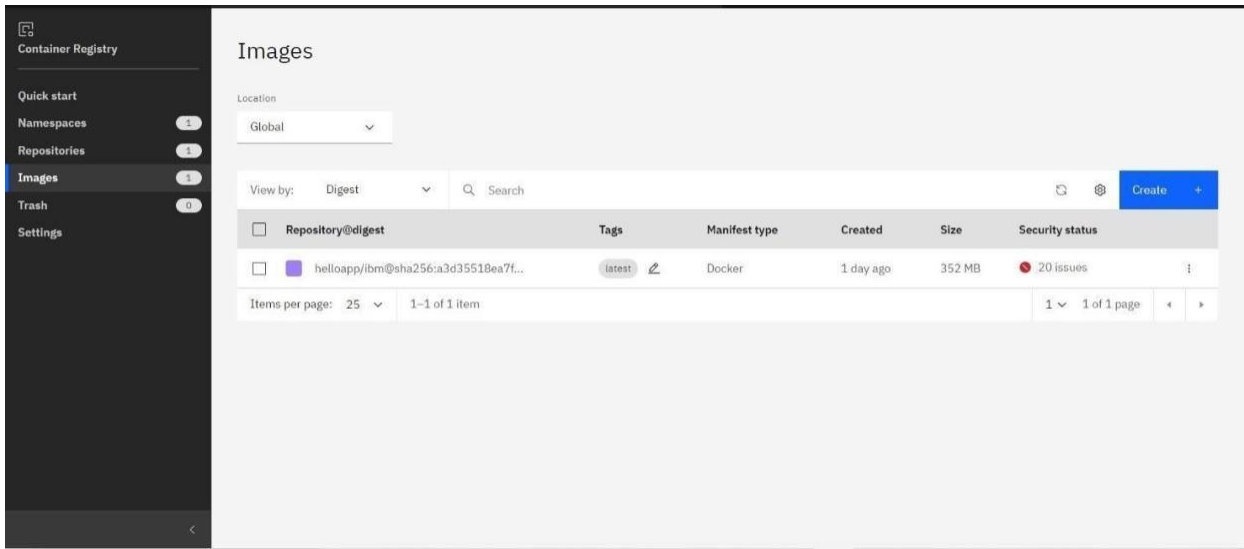 Container Registry
Quick start
Namespaces 1
Repositories 1
Images 1
Trash 0
Settings
Images
Location
Global
View by: Digest Search Create +
Repository@digest Tags Manifest type Created Size Security status
helloapp/ibm@sha256:a3d35518ea7f... latest Docker 1 day ago 352 MB 20 issues
Items per page: 25 1–1 of 1 item 1 1 of 1 page